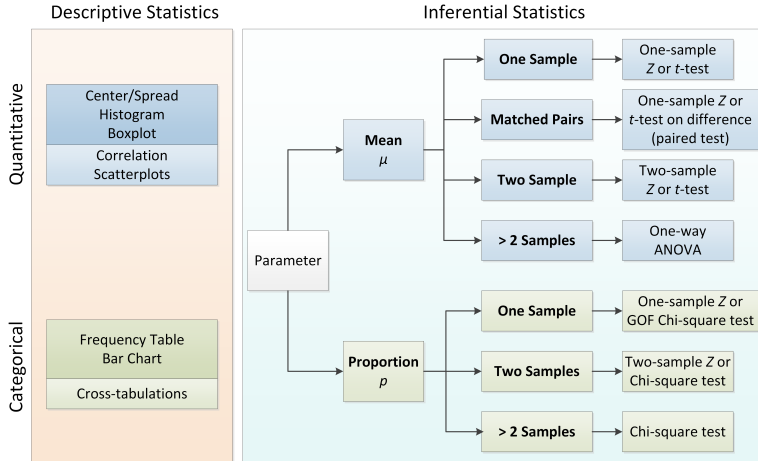 Descriptive Statistics
Inferential Statistics
Quantitative
Center/Spread
Histogram
Boxplot
Correlation
Scatterplots
Categorical
Frequency Table
Bar Chart
Cross-tabulations
Parameter
Mean
μ
One Sample
One-sample
Z or t-test
Matched Pairs
One-sample Z or
t-test on difference
(paired test)
Two Sample
Two-sample
Z or t-test
> 2 Samples
One-way
ANOVA
Proportion
p
One Sample
One-sample Z or
GOF Chi-square test
Two Samples
Two-sample Z or
Chi-square test
> 2 Samples
Chi-square test